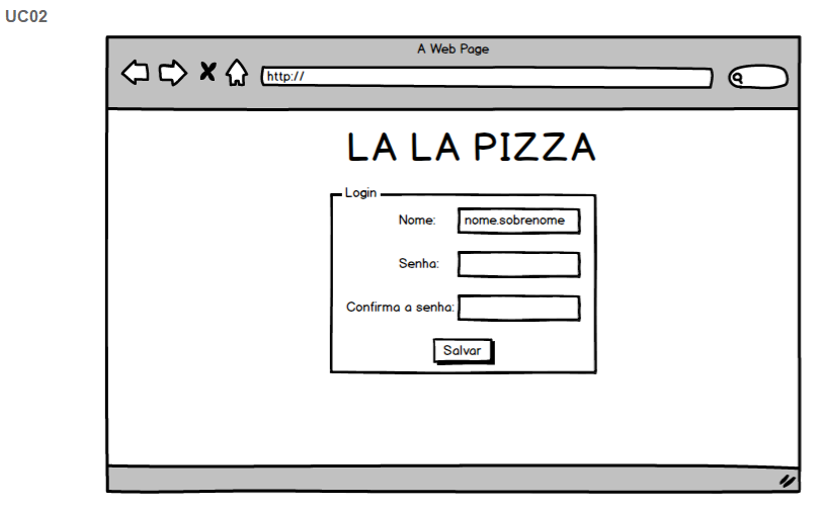 UC02
A Web Page
http://
LA LA PIZZA
Login
Nome: nome.sobrenome
Senha:
Confirma a senha:
Salvar